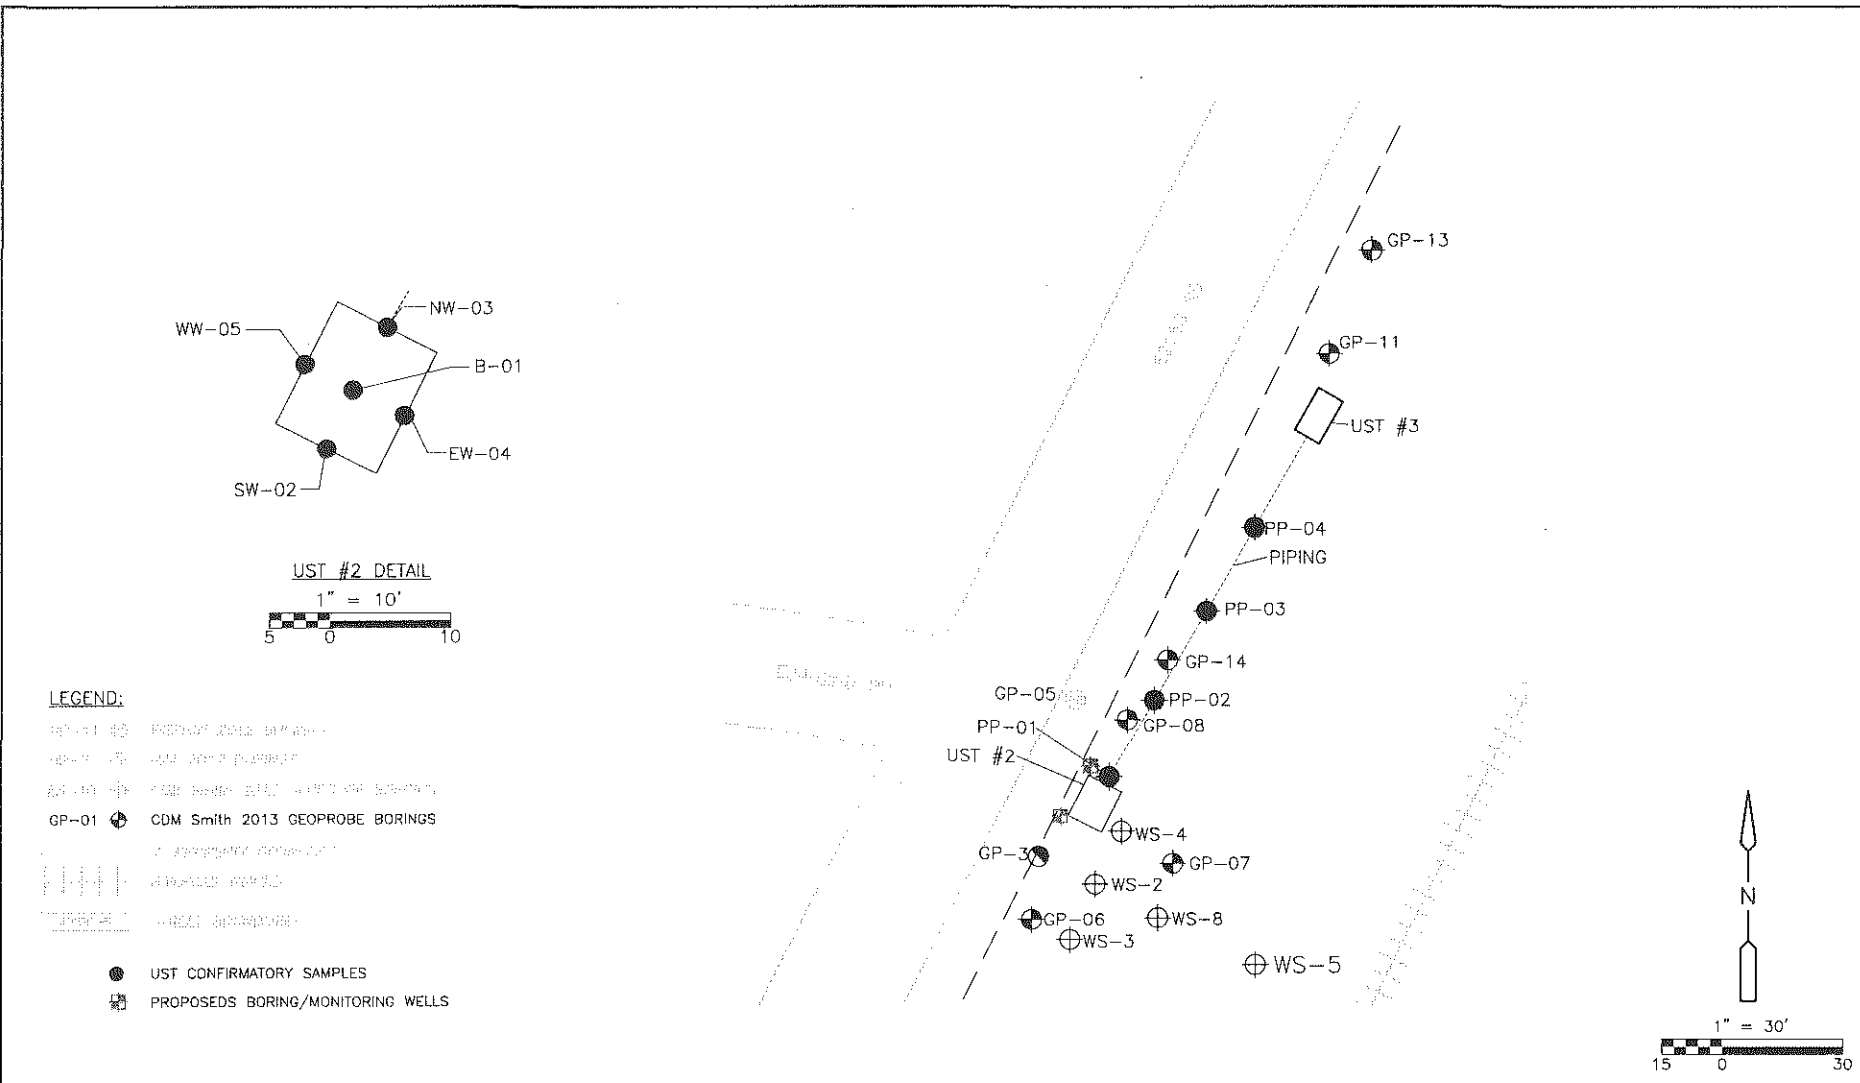 GP-13
GP-11
UST #3
PP-04
PIPING
PP-03
GP-14
GP-05
PP-02
PP-01
GP-08
UST #2
WS-4
GP-3
GP-07
WS-2
GP-06
WS-8
WS-3
WS-5
NW-03
WW-05
B-01
EW-04
SW-02
UST #2 DETAIL
1" = 10'
5 0 10
LEGEND:
GP-01 CDM Smith 2013 GEOPROBE BORINGS
UST CONFIRMATORY SAMPLES
PROPOSEDS BORING/MONITORING WELLS
N
1" = 30'
15 0 30